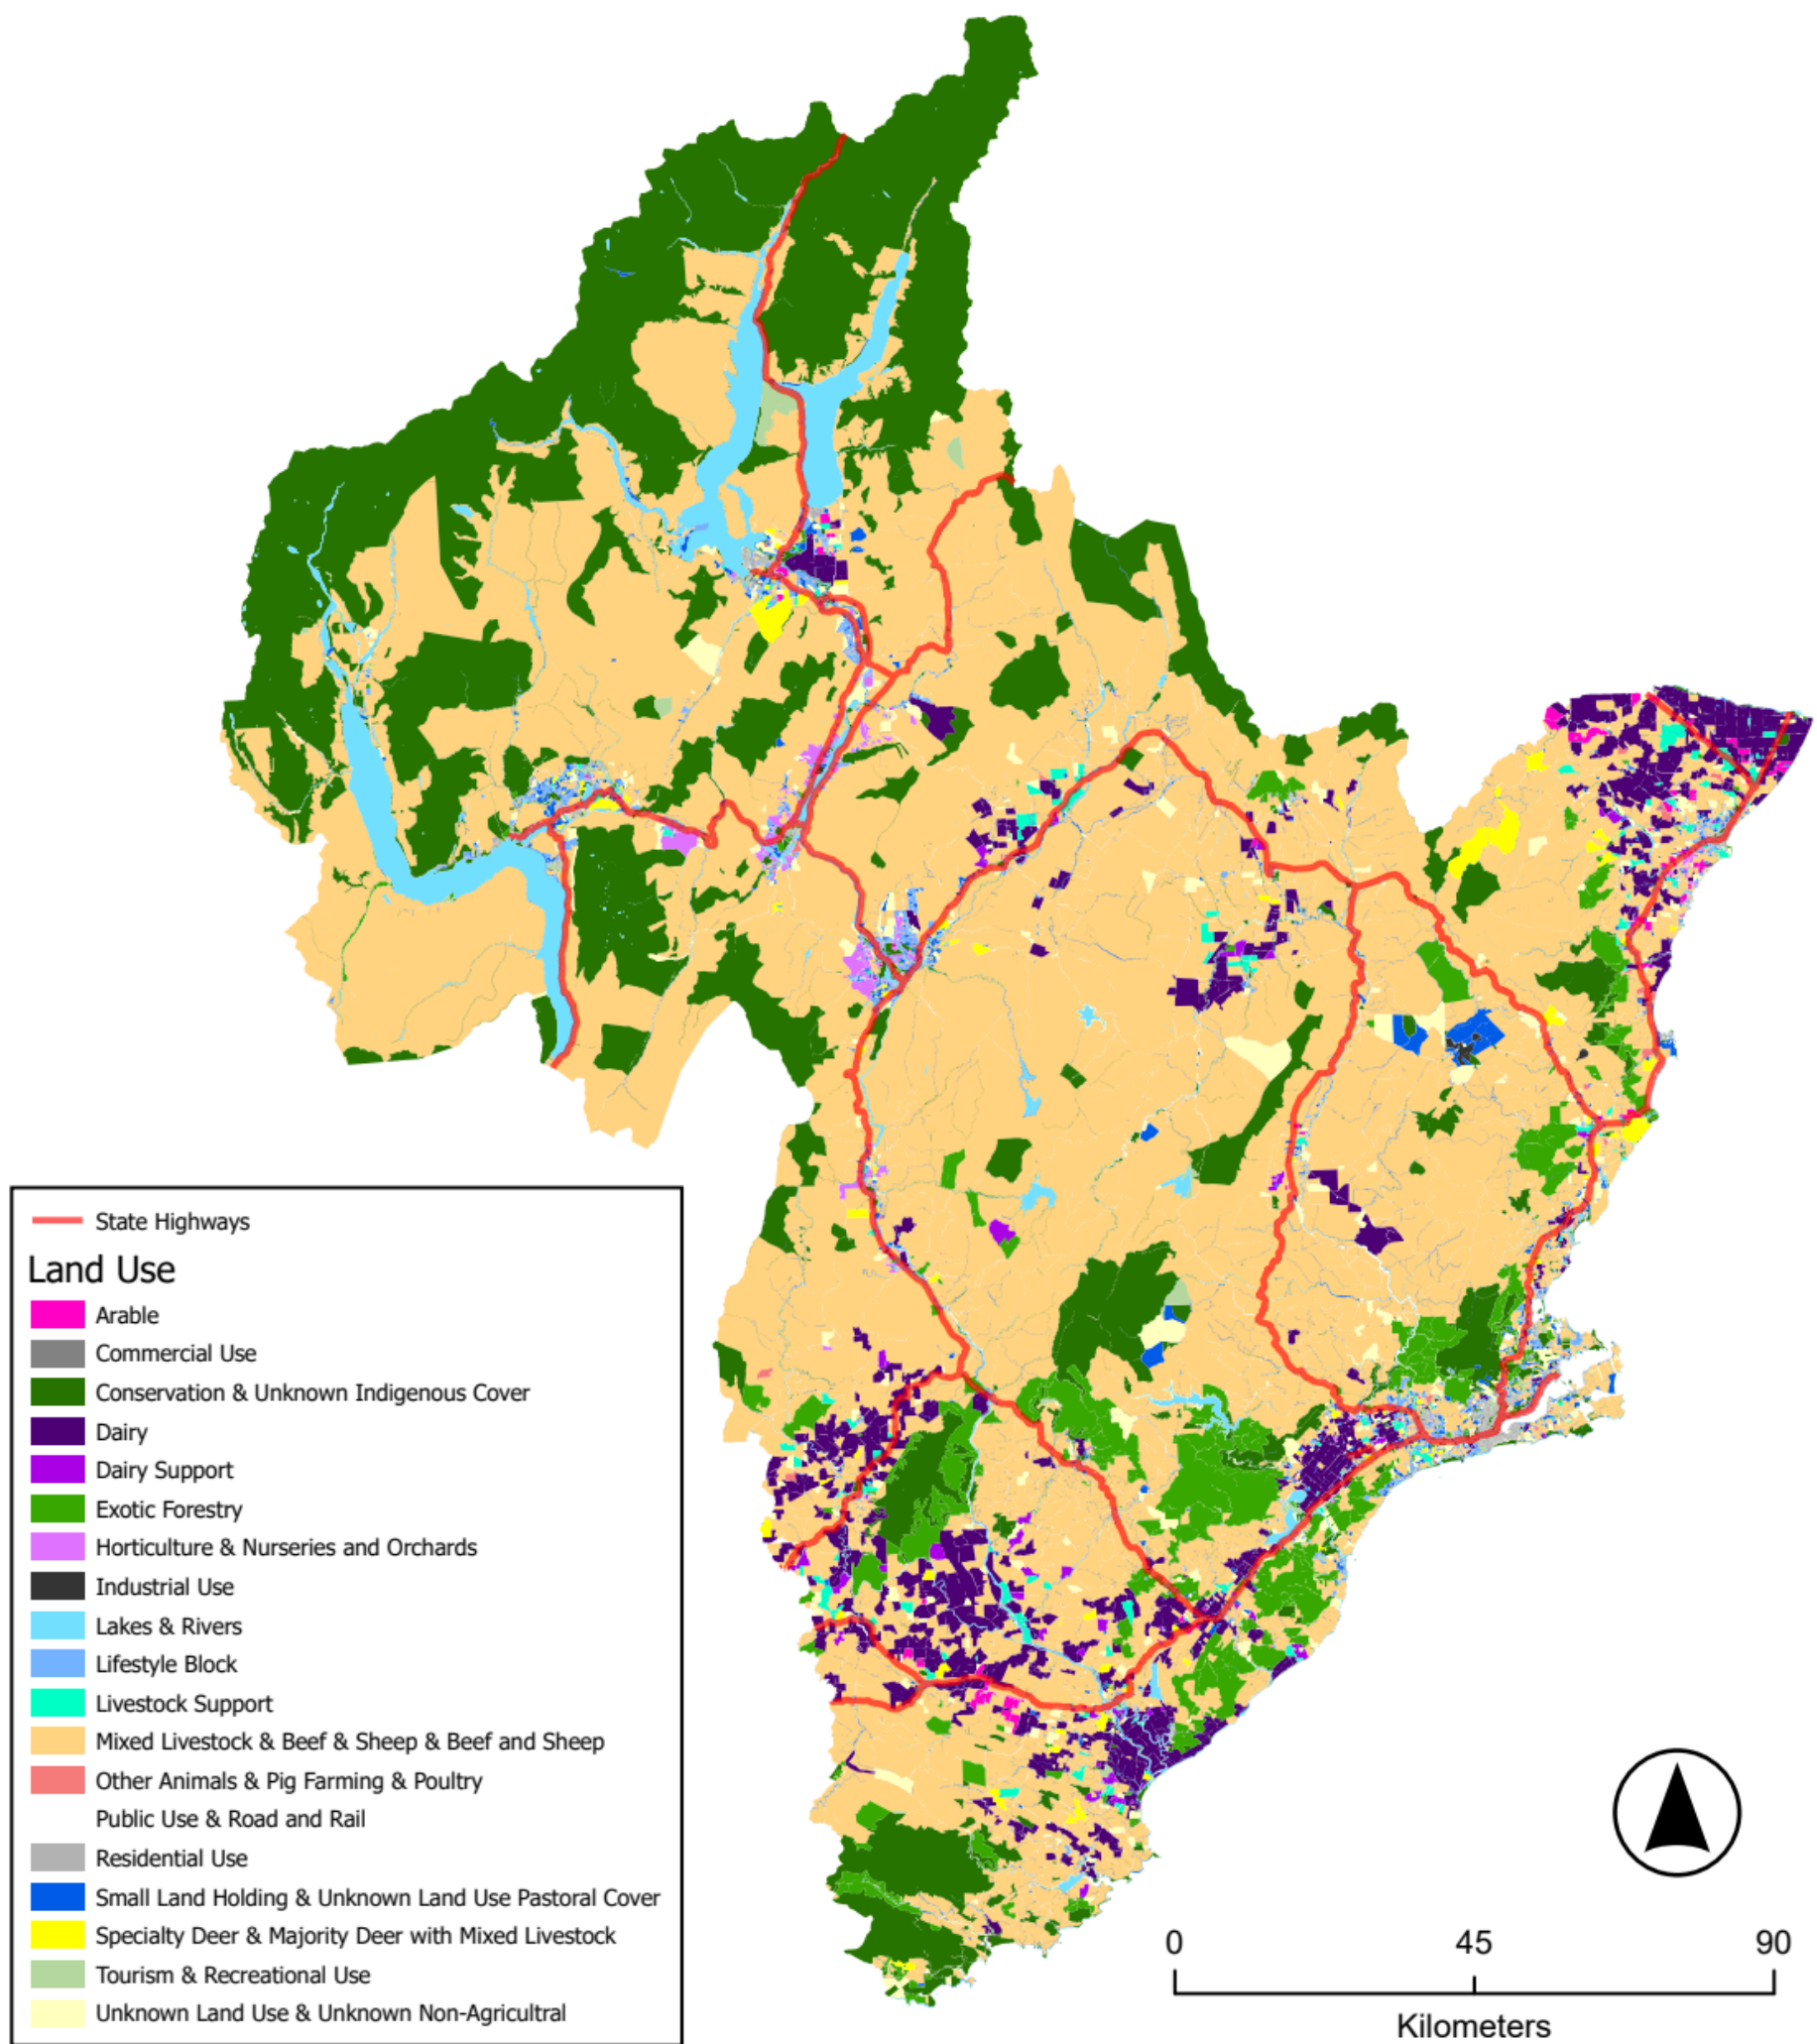 State Highways
Land Use
Arable
Commercial Use
Conservation & Unknown Indigenous Cover
Dairy
Dairy Support
Exotic Forestry
Horticulture & Nurseries and Orchards
Industrial Use
Lakes & Rivers
Lifestyle Block
Livestock Support
Mixed Livestock & Beef & Sheep & Beef and Sheep
Other Animals & Pig Farming & Poultry
Public Use & Road and Rail
Residential Use
Small Land Holding & Unknown Land Use Pastoral Cover
Specialty Deer & Majority Deer with Mixed Livestock
Tourism & Recreational Use
Unknown Land Use & Unknown Non-Agricultral
0 45 90
Kilometers